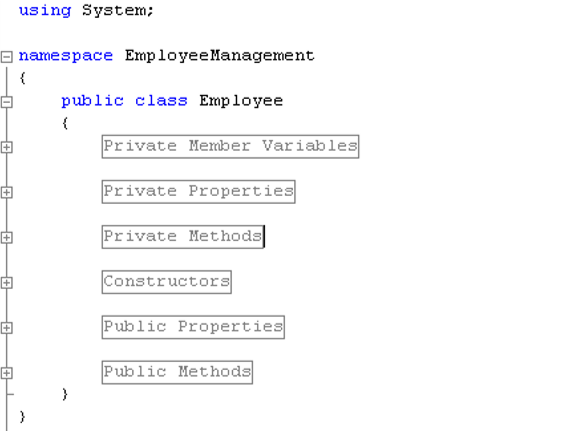 using System;
namespace EmployeeManagement
{
public class Employee
{
Private Member Variables
Private Properties
Private Methods
Constructors
Public Properties
Public Methods
}
}